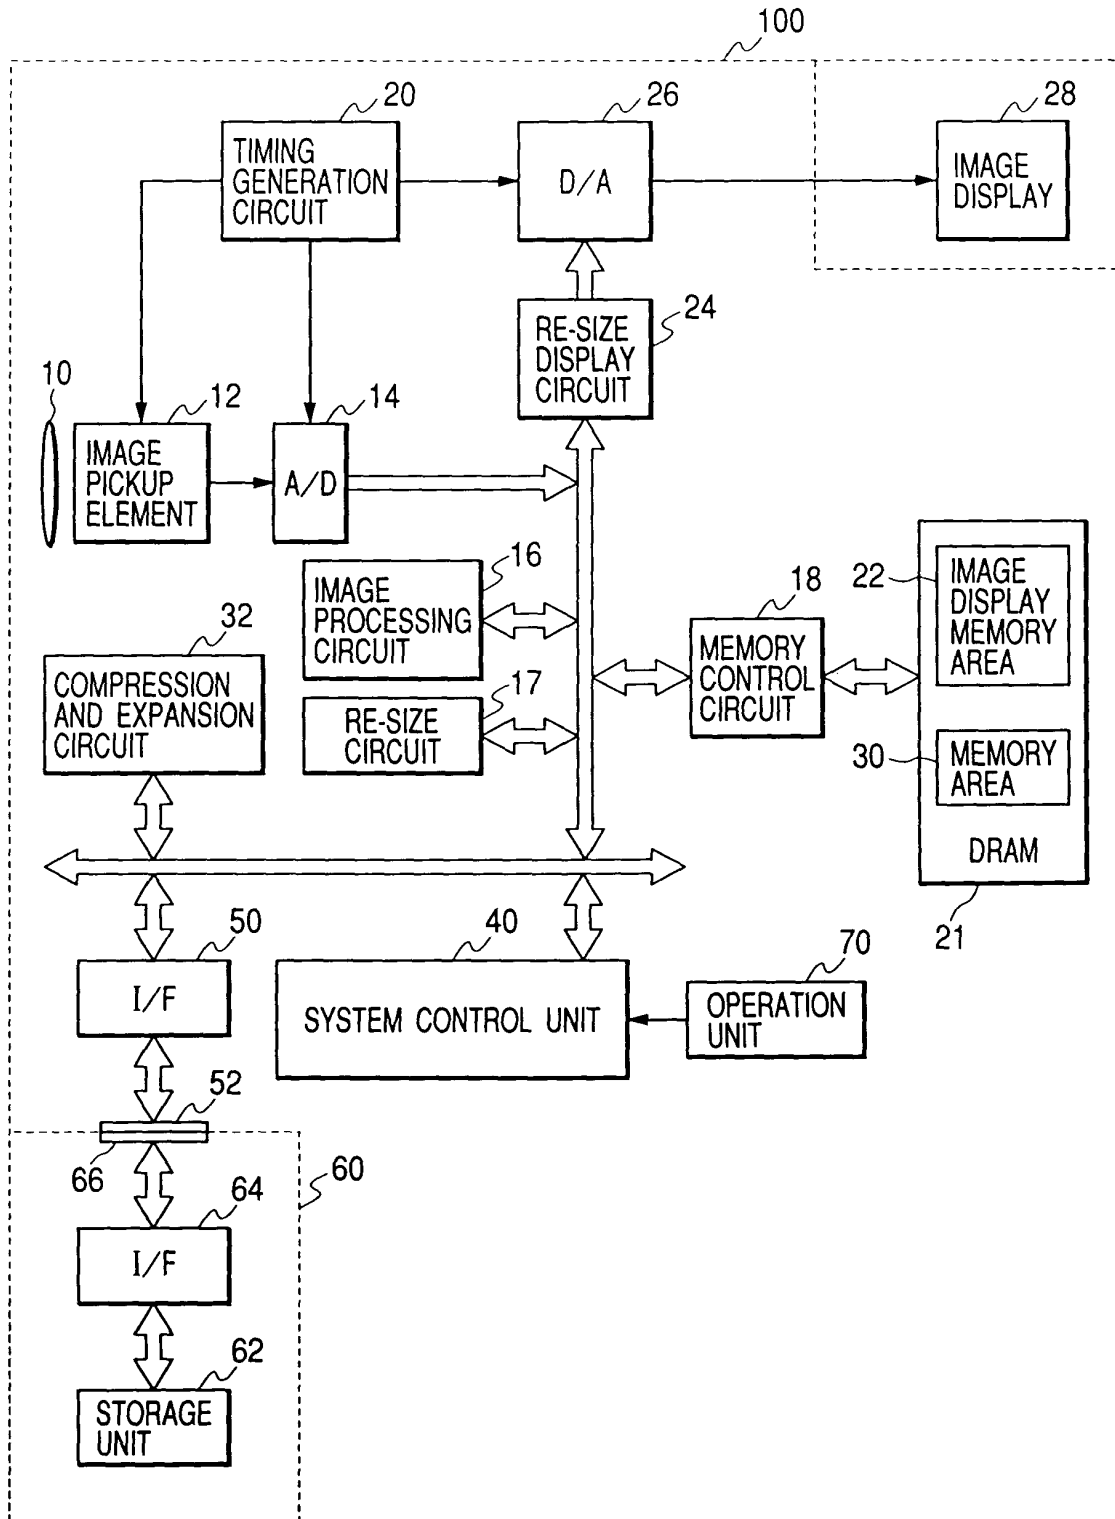 100
20
26
28
TIMING
GENERATION
CIRCUIT
D/A
IMAGE
DISPLAY
24
RE-SIZE
DISPLAY
CIRCUIT
10
12
14
IMAGE
PICKUP
ELEMENT
A/D
16
IMAGE
PROCESSING
CIRCUIT
18
22
IMAGE
DISPLAY
MEMORY
AREA
32
COMPRESSION
AND EXPANSION
CIRCUIT
17
RE-SIZE
CIRCUIT
MEMORY
CONTROL
CIRCUIT
30
MEMORY
AREA
DRAM
21
50
40
70
I/F
SYSTEM CONTROL UNIT
OPERATION
UNIT
52
66
60
64
I/F
62
STORAGE
UNIT